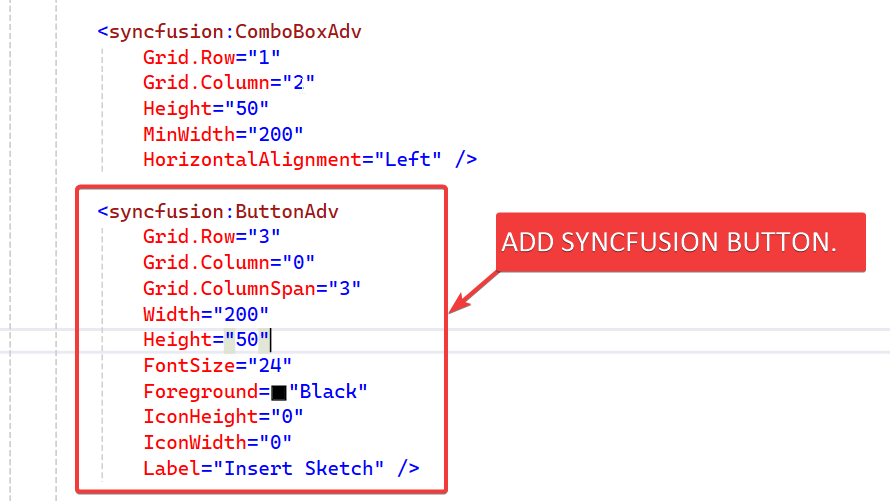 <syncfusion:ComboBoxAdv
Grid.Row="1"
Grid.Column="2"
Height="50"
MinWidth="200"
HorizontalAlignment="Left" />
<syncfusion:ButtonAdv
Grid.Row="3"
Grid.Column="0"
Grid.ColumnSpan="3"
Width="200"
Height="50"
FontSize="24"
Foreground="Black"
IconHeight="0"
IconWidth="0"
Label="Insert Sketch" />
ADD SYNCFUSION BUTTON.